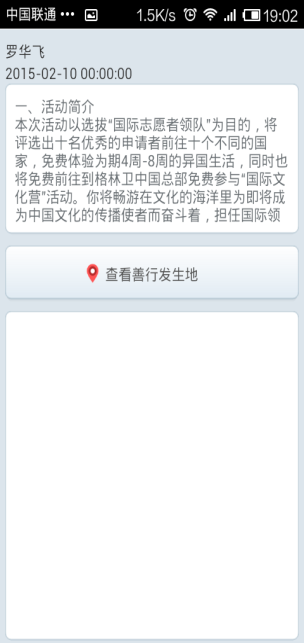 中国联通 ••• 1.5K/s 19:02
罗华飞
2015-02-10 00:00:00
一、活动简介
本次活动以选拔“国际志愿者领队”为目的，将
评选出十名优秀的申请者前往十个不同的国
家，免费体验为期4周-8周的异国生活，同时也
将免费前往到格林卫中国总部免费参与“国际文
化营”活动。你将畅游在文化的海洋里为即将成
为中国文化的传播使者而奋斗着，担任国际领
查看善行发生地